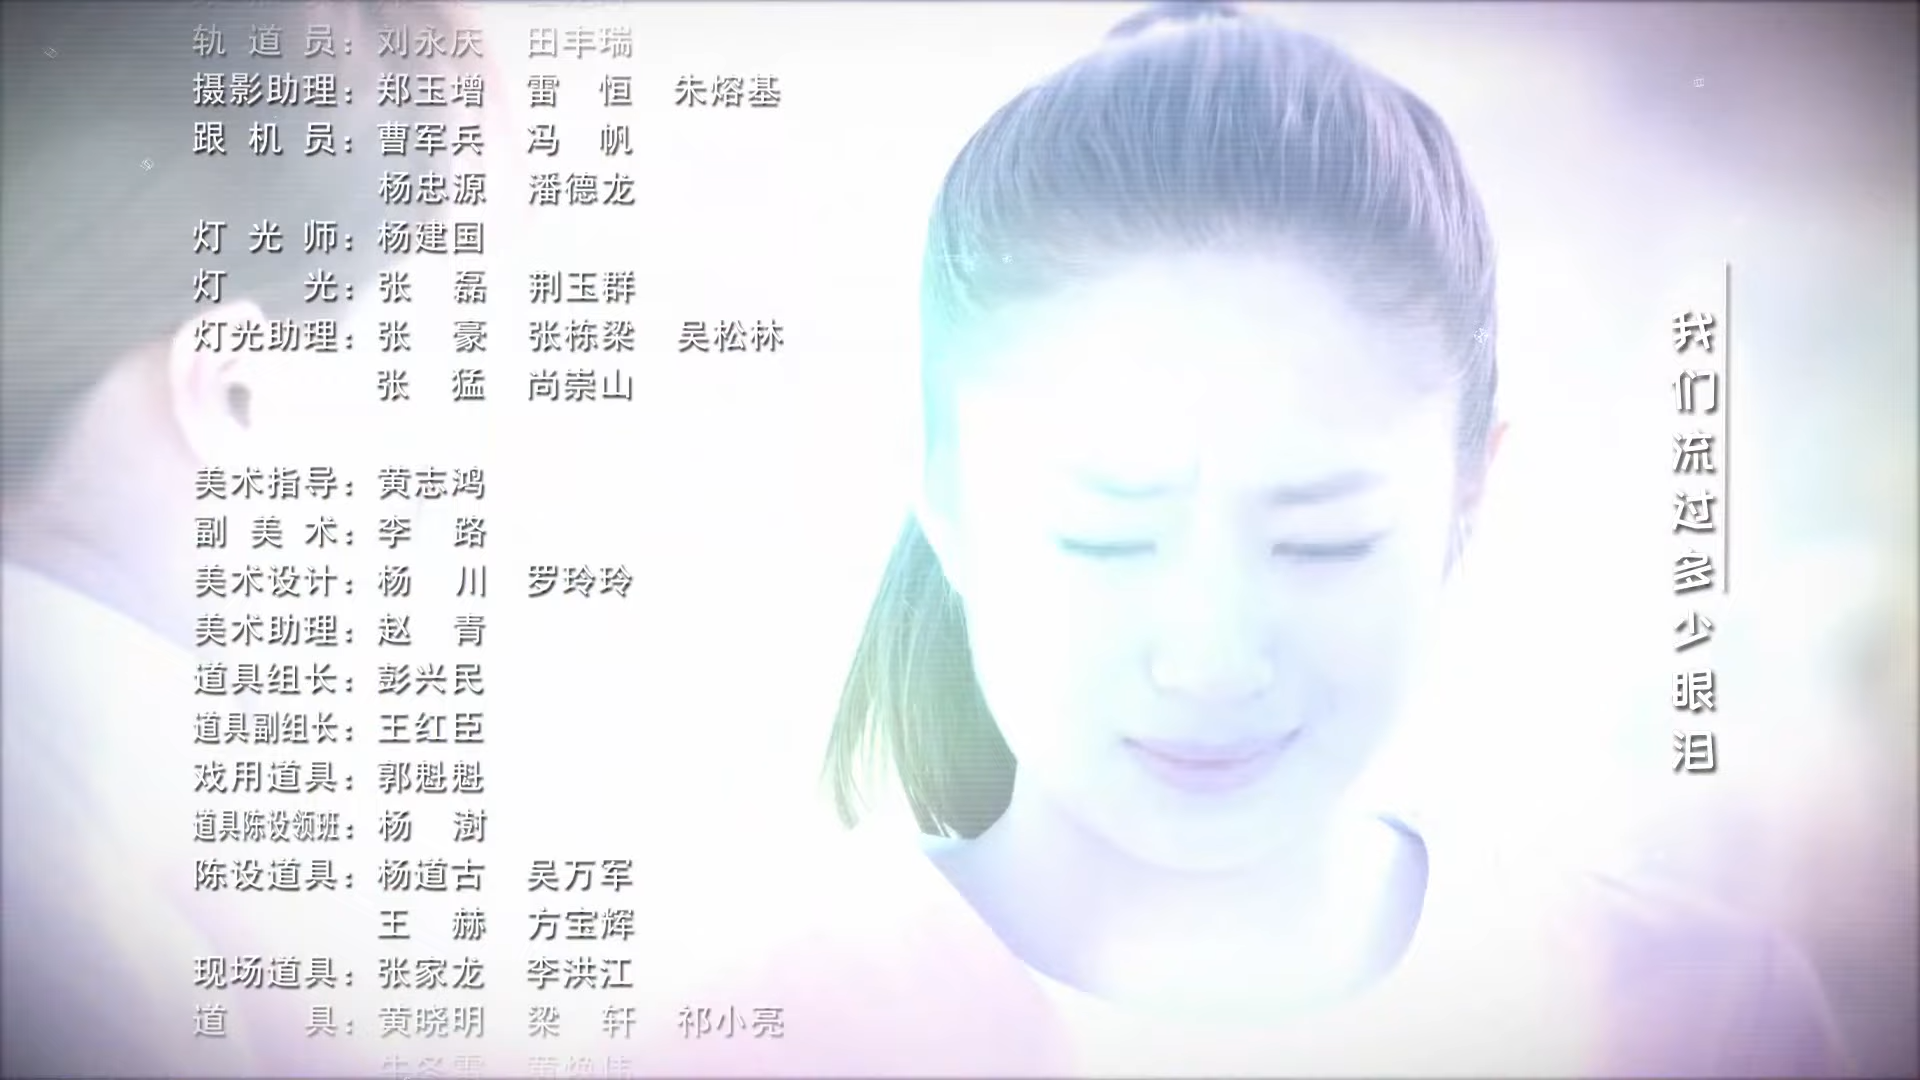 轨道员：刘永庆 田丰瑞
摄影助理：郑玉增 雷恒 朱熔基
跟机员：曹军兵 冯帆
杨忠源 潘德龙
灯光师：杨建国
灯光：张磊 荆玉群
灯光助理：张豪 张栋梁 吴松林
张猛 尚崇山
美术指导：黄志鸿
副美术：李路
美术设计：杨川 罗玲玲
美术助理：赵青
道具组长：彭兴民
道具副组长：王红臣
戏用道具：郭魁魁
道具陈设领班：杨澍
陈设道具：杨道古 吴万军
王赫 方宝辉
现场道具：张家龙 李洪江
道具：黄晓明 梁轩 祁小亮
我们流过多少眼泪